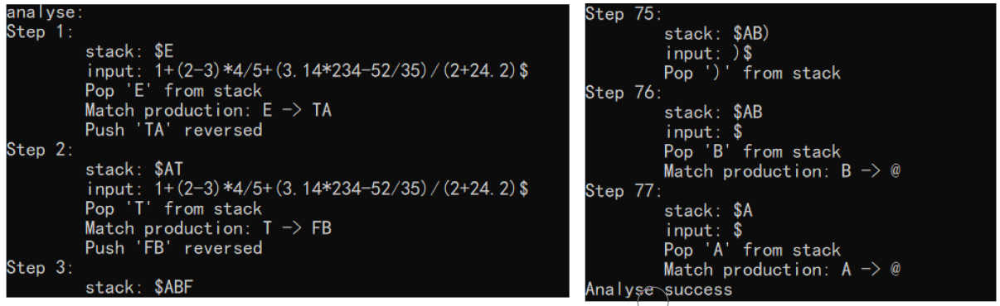 analyse:
Step 1:
stack: $E
input: 1+(2-3)*4/5+(3.14*234-52/35)/(2+24.2)$
Pop 'E' from stack
Match production: E -> TA
Push 'TA' reversed
Step 2:
stack: $AT
input: 1+(2-3)*4/5+(3.14*234-52/35)/(2+24.2)$
Pop 'T' from stack
Match production: T -> FB
Push 'FB' reversed
Step 3:
stack: $ABF
Step 75:
stack: $AB)
input: )$
Pop ')' from stack
Step 76:
stack: $AB
input: $
Pop 'B' from stack
Match production: B -> @
Step 77:
stack: $A
input: $
Pop 'A' from stack
Match production: A -> @
Analyse success